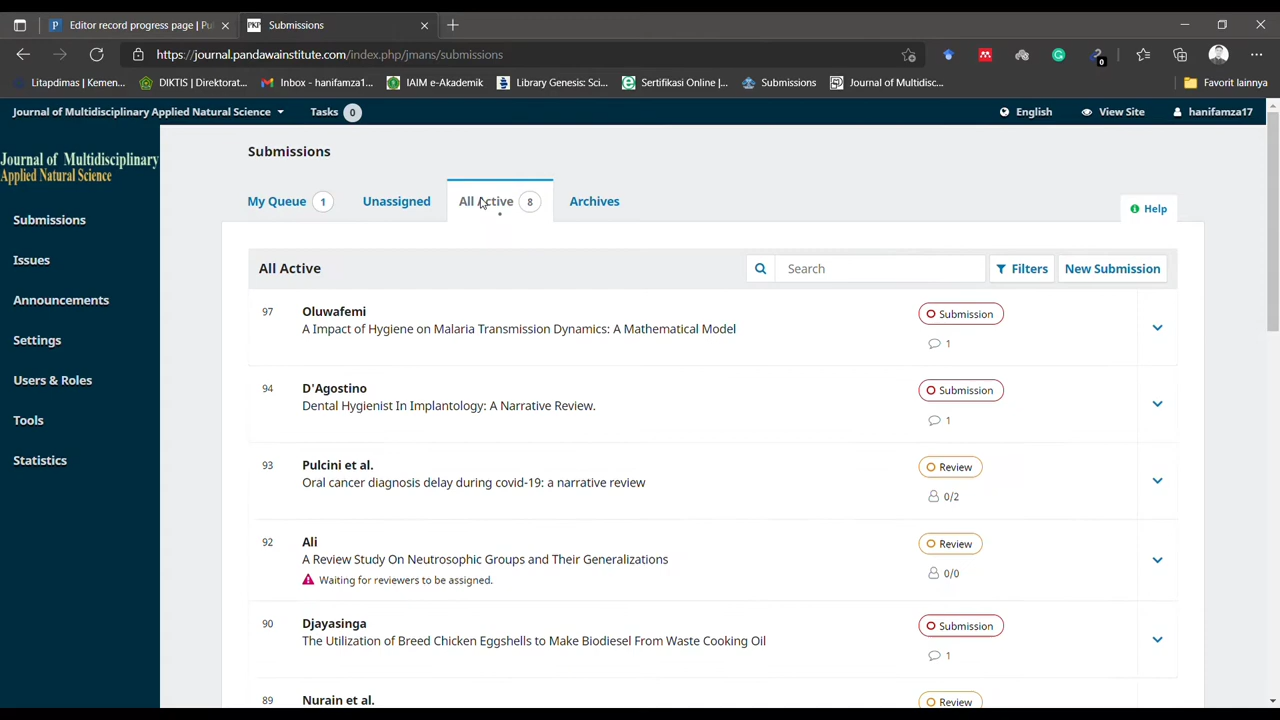 Editor record progress page | Pu
Submissions
https://journal.pandawainstitute.com/index.php/jmans/submissions
0
Litapdimas | Kemen...
DIKTIS | Direktorat...
Inbox - hanifamza1...
IAIM e-Akademik
Library Genesis: Sci...
Sertifikasi Online |...
Submissions
Journal of Multidisc...
Favorit lainnya
Journal of Multidisciplinary Applied Natural Science
Tasks 0
English
View Site
hanifamza17
Journal of Multidisciplinary
Applied Natural Science
Submissions
Issues
Announcements
Settings
Users & Roles
Tools
Statistics
Submissions
My Queue 1
Unassigned
All Active 8
Archives
Help
All Active
Search
Filters
New Submission
97
Oluwafemi
A Impact of Hygiene on Malaria Transmission Dynamics: A Mathematical Model
Submission
1
94
D'Agostino
Dental Hygienist In Implantology: A Narrative Review.
Submission
1
93
Pulcini et al.
Oral cancer diagnosis delay during covid-19: a narrative review
Review
0/2
92
Ali
A Review Study On Neutrosophic Groups and Their Generalizations
Waiting for reviewers to be assigned.
Review
0/0
90
Djayasinga
The Utilization of Breed Chicken Eggshells to Make Biodiesel From Waste Cooking Oil
Submission
1
89
Nurain et al.
Review